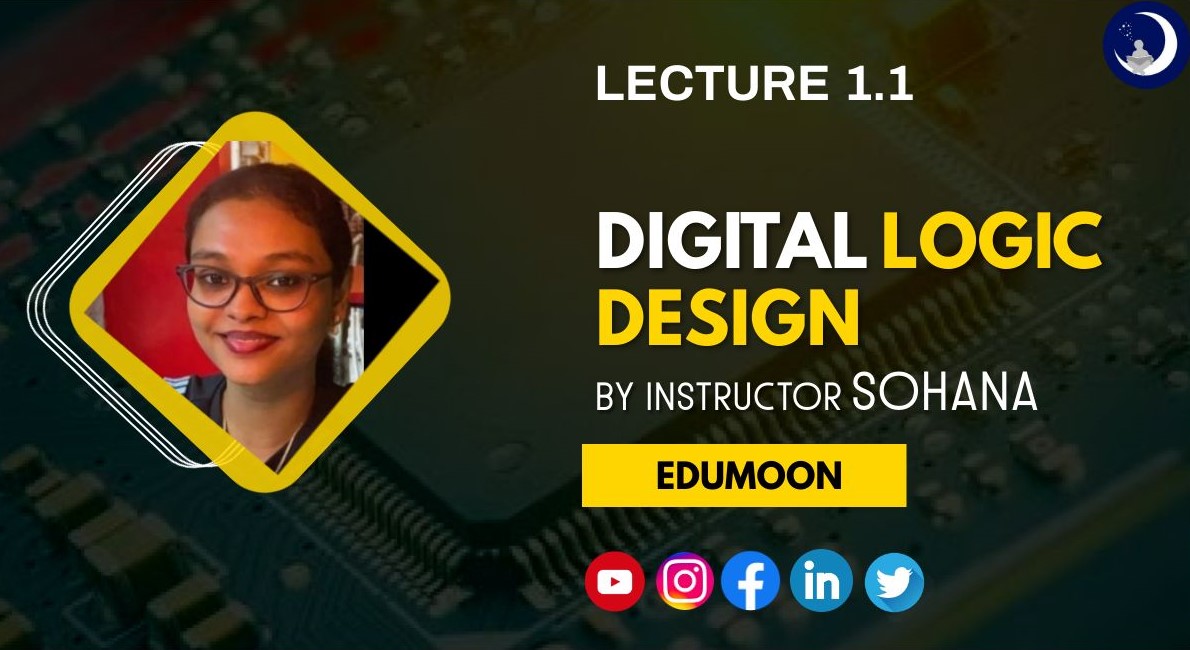 LECTURE 1.1
DIGITAL LOGIC
DESIGN
BY INSTRUCTOR SOHANA
EDUMOON